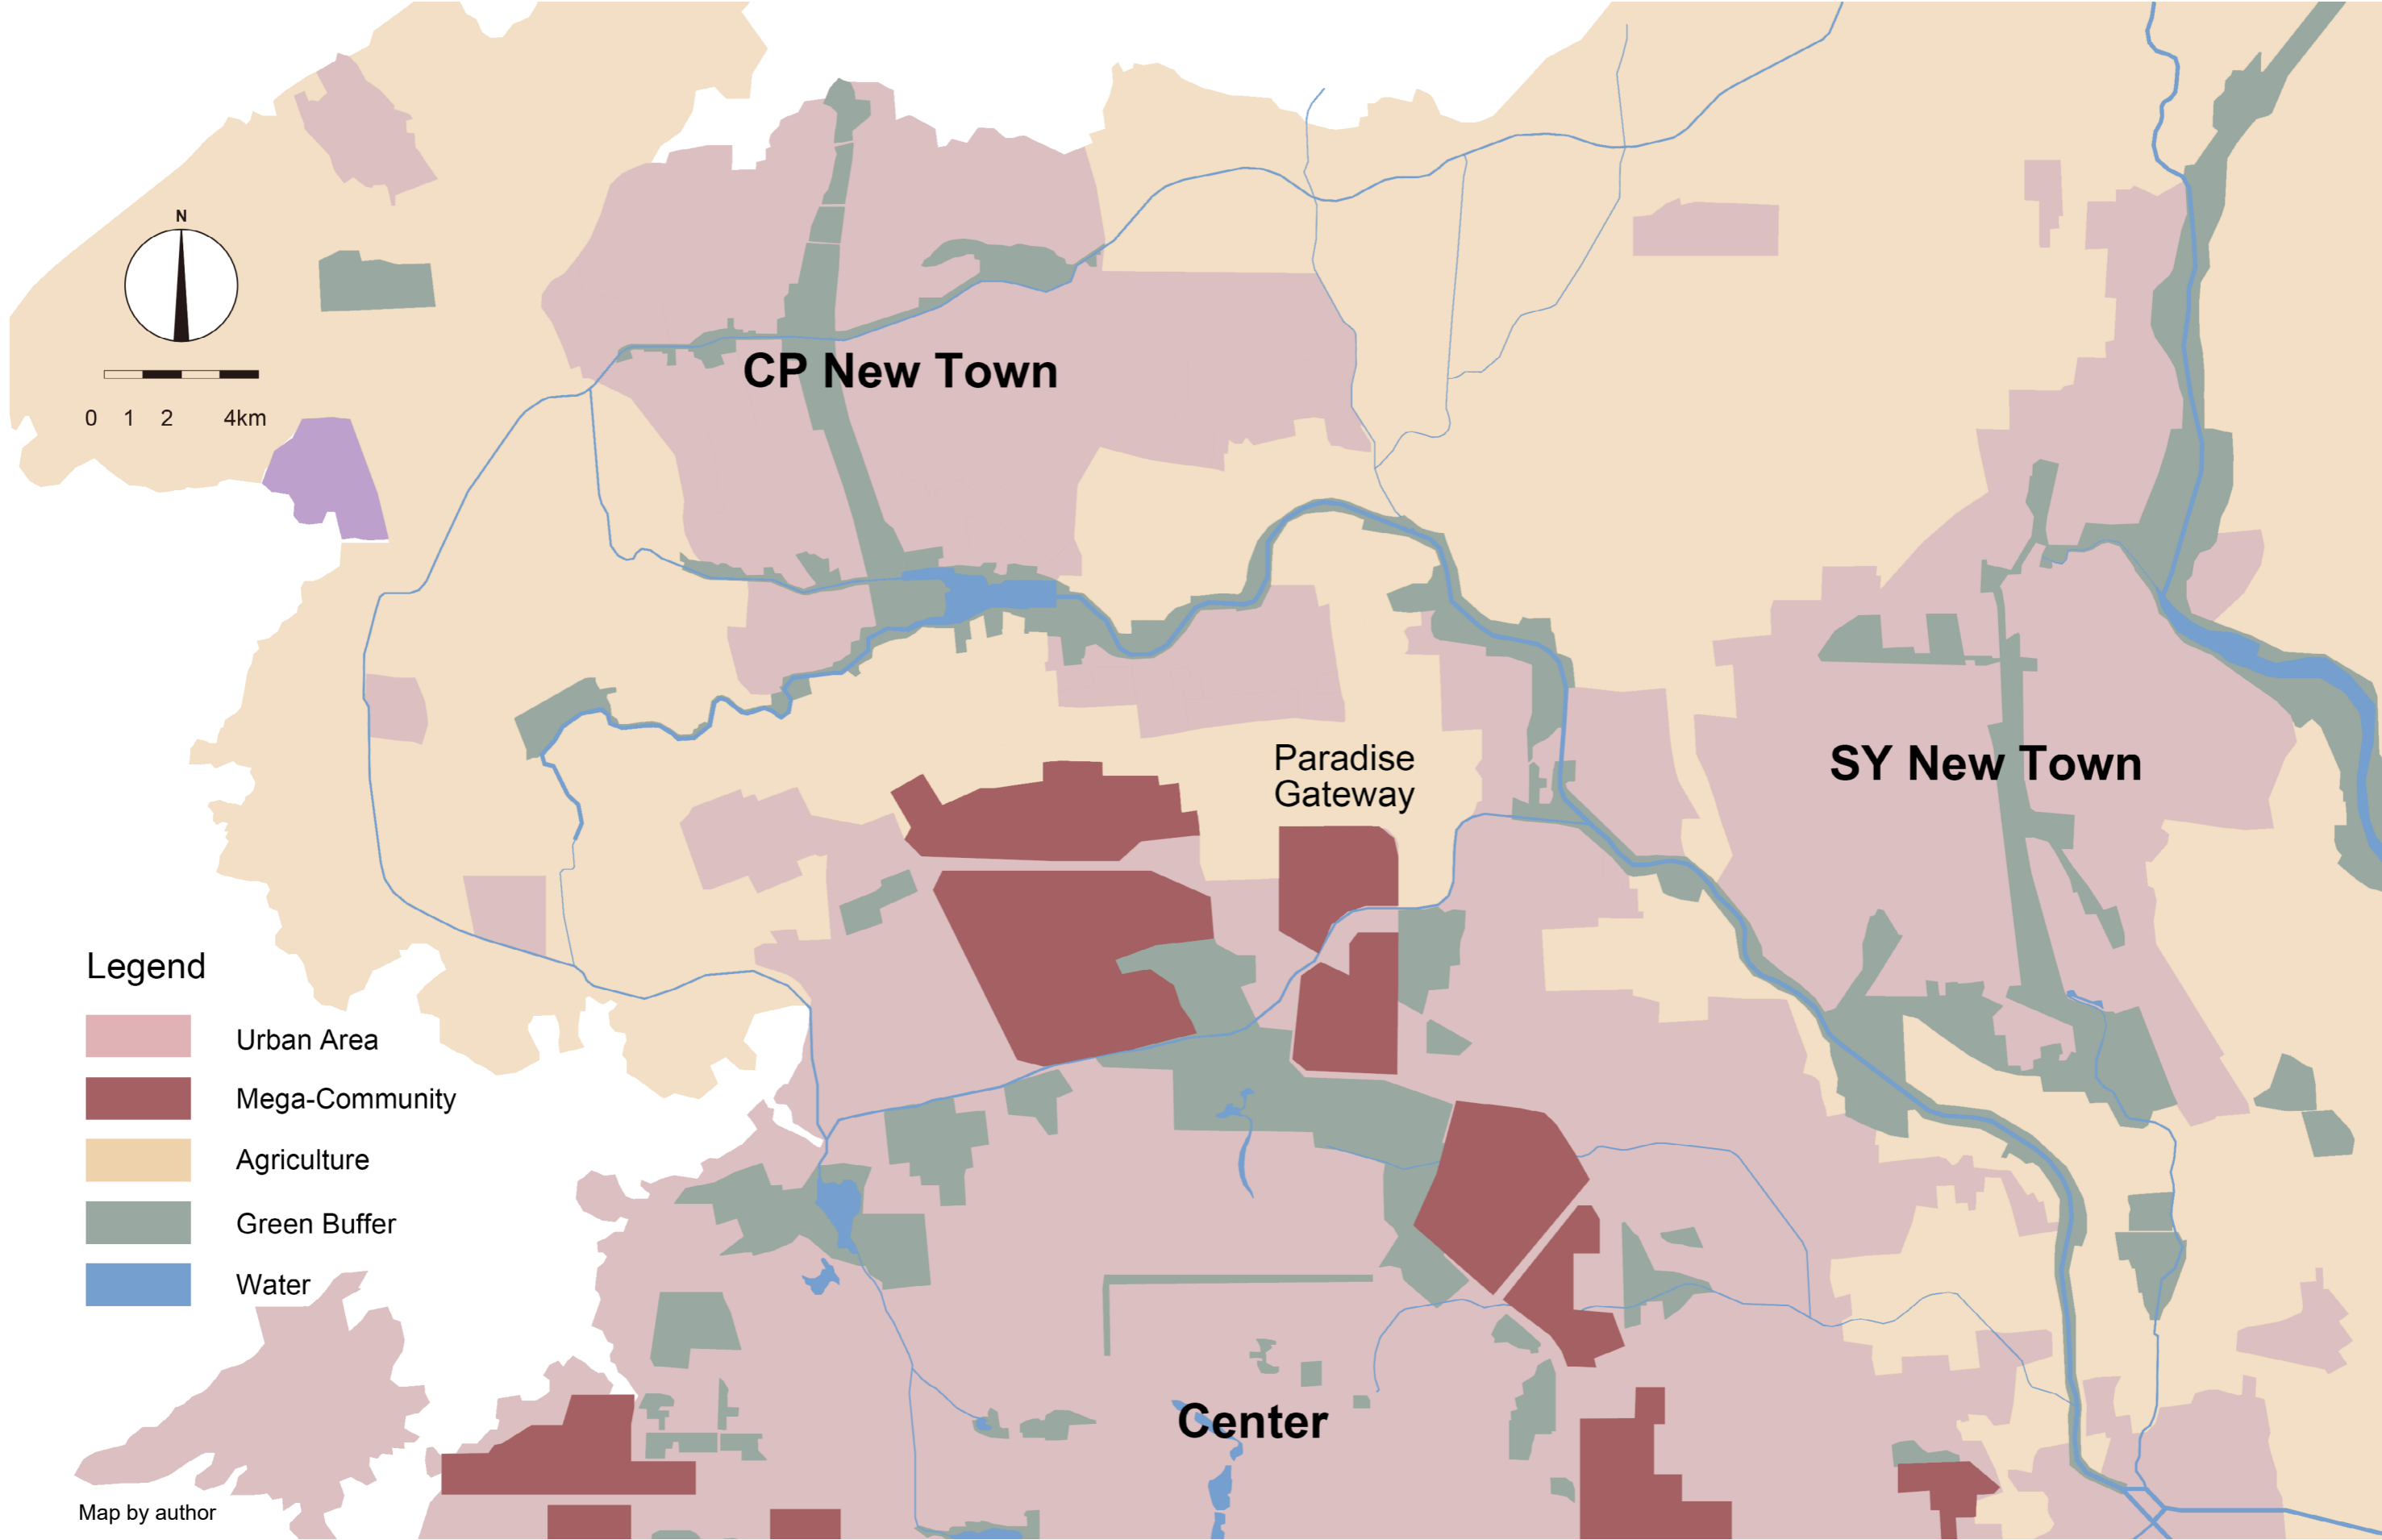 N
CP New Town
0 1 2 4km
Paradise
Gateway
SY New Town
Legend
Urban Area
Mega-Community
Agriculture
Green Buffer
Water
Center
Map by author